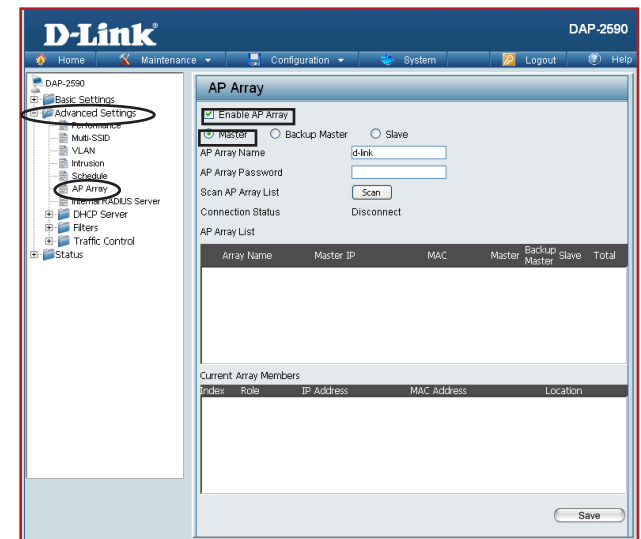 D-Link®
DAP-2590
Home Maintenance Configuration System Logout Help
DAP-2590
Basic Settings
Advanced Settings
Performance
Multi-SSID
VLAN
Intrusion
Schedule
AP Array
Internal RADIUS Server
DHCP Server
Filters
Traffic Control
Status
AP Array
Enable AP Array
Master Backup Master Slave
AP Array Name d-link
AP Array Password
Scan AP Array List Scan
Connection Status Disconnect
AP Array List
Array Name Master IP MAC Master Backup Master Slave Total
Current Array Members
Index Role IP Address MAC Address Location
Save